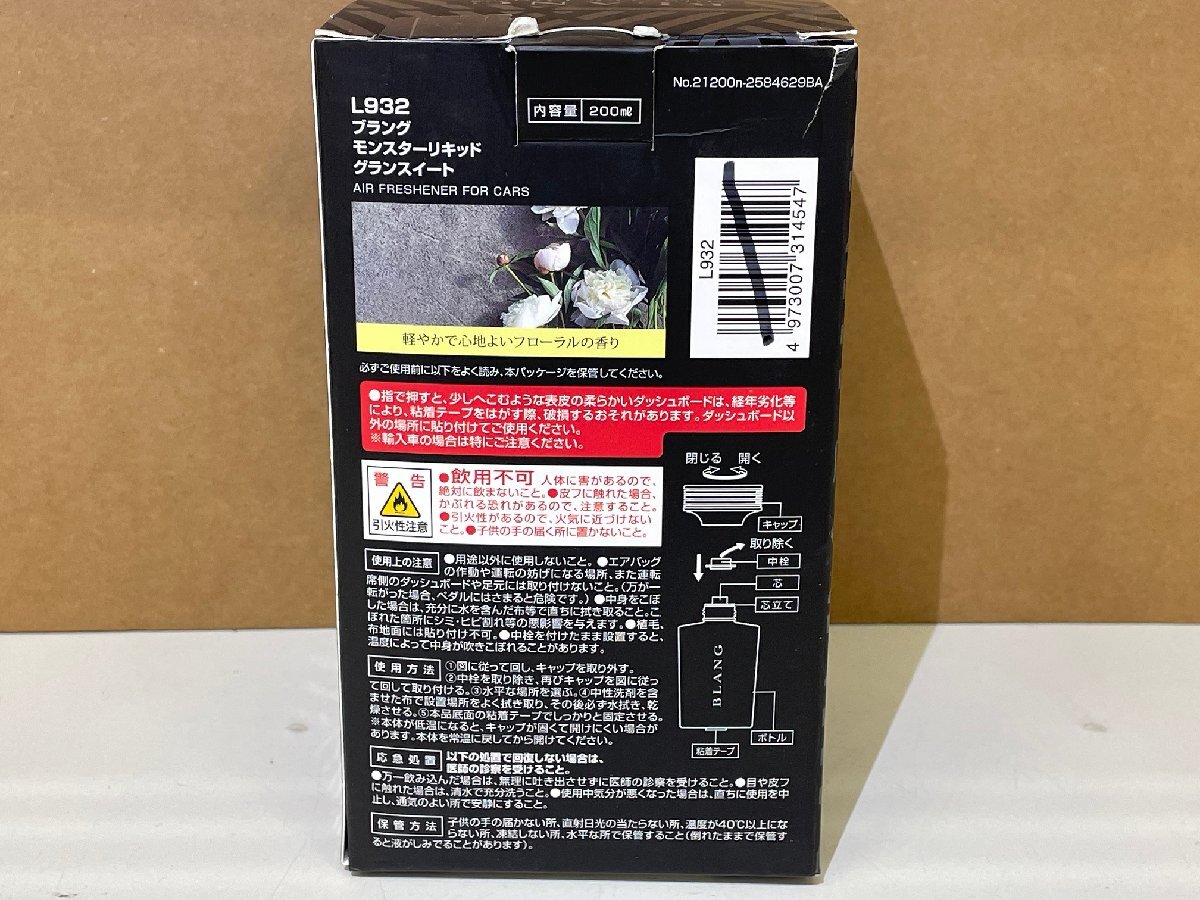 No.21200n-2584629BA
内容量 200㎖
L932
ブラング
モンスターリキッド
グランスイート
AIR FRESHENER FOR CARS
軽やかで心地よいフローラルの香り
L932
4 973007 314547
必ずご使用前に以下をよく読み、本パッケージを保管してください。
●指で押すと、少しへこむような表皮の柔らかいダッシュボードは、経年劣化等
により、粘着テープをはがす際、破損するおそれがあります。ダッシュボード以
外の場所に貼り付けてご使用ください。
※輸入車の場合は特にご注意ください。
警告
引火性注意
●飲用不可 人体に害があるので、
絶対に飲まないこと。●皮フに触れた場合、
かぶれる恐れがあるので、注意すること。
●引火性があるので、火気に近づけない
こと。●子供の手の届く所に置かないこと。
閉じる 開く
キャップ
取り除く
中栓
芯
芯立て
BLANG
ボトル
粘着テープ
使用上の注意 ●用途以外に使用しないこと。●エアバッグ
の作動や運転の妨げになる場所、また運転
席側のダッシュボードや足元には取り付けないこと。(万が一
転がった場合、ペダルにはさまると危険です。)●中身をこぼ
した場合は、充分に水を含んだ布等で直ちに拭き取ること。こ
ぼれた箇所にシミ・ヒビ割れ等の悪影響を与えます。●植毛、
布地面には貼り付け不可。●中栓を付けたまま設置すると、
温度によって中身が吹きこぼれることがあります。
使用方法 ①図に従って回し、キャップを取り外す。
②中栓を取り除き、再びキャップを図に従っ
て回して取り付ける。③水平な場所を選ぶ。④中性洗剤を含
ませた布で設置場所をよく拭き取り、その後必ず水拭き、乾
燥させる。⑤本品底面の粘着テープでしっかりと固定させる。
※本体が低温になると、キャップが固くて開けにくい場合が
あります。本体を常温に戻してから開けてください。
応急処置 以下の処置で回復しない場合は、
医師の診察を受けること。
●万一飲み込んだ場合は、無理に吐き出させずに医師の診察を受けること。●目や皮フ
に触れた場合は、清水で充分洗うこと。●使用中気分が悪くなった場合は、直ちに使用を中
止し、通気のよい所で安静にすること。
保管方法 子供の手の届かない所、直射日光の当たらない所、温度が40℃以上にな
らない所、凍結しない所、水平な所で保管すること(倒れたままで保管す
ると液がしみでることがあります)。